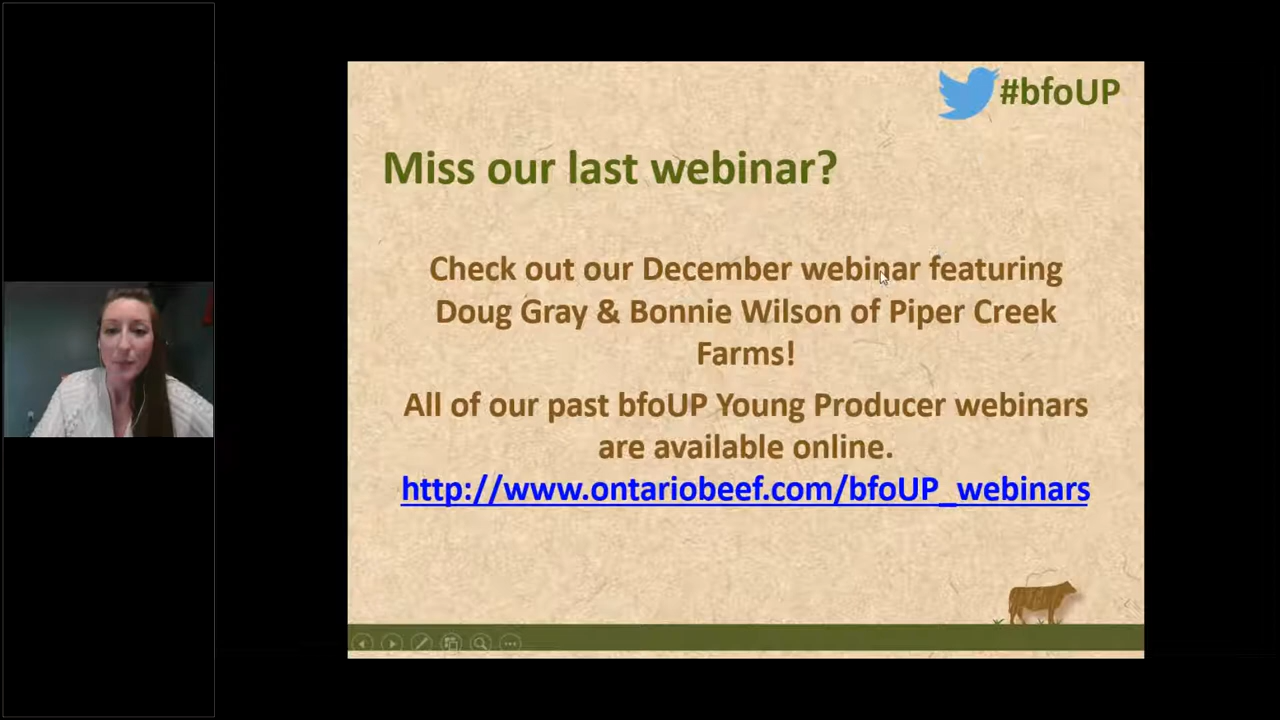 #bfoUP
Miss our last webinar?
Check out our December webinar featuring
Doug Gray & Bonnie Wilson of Piper Creek
Farms!
All of our past bfoUP Young Producer webinars
are available online.
http://www.ontariobeef.com/bfoUP_webinars